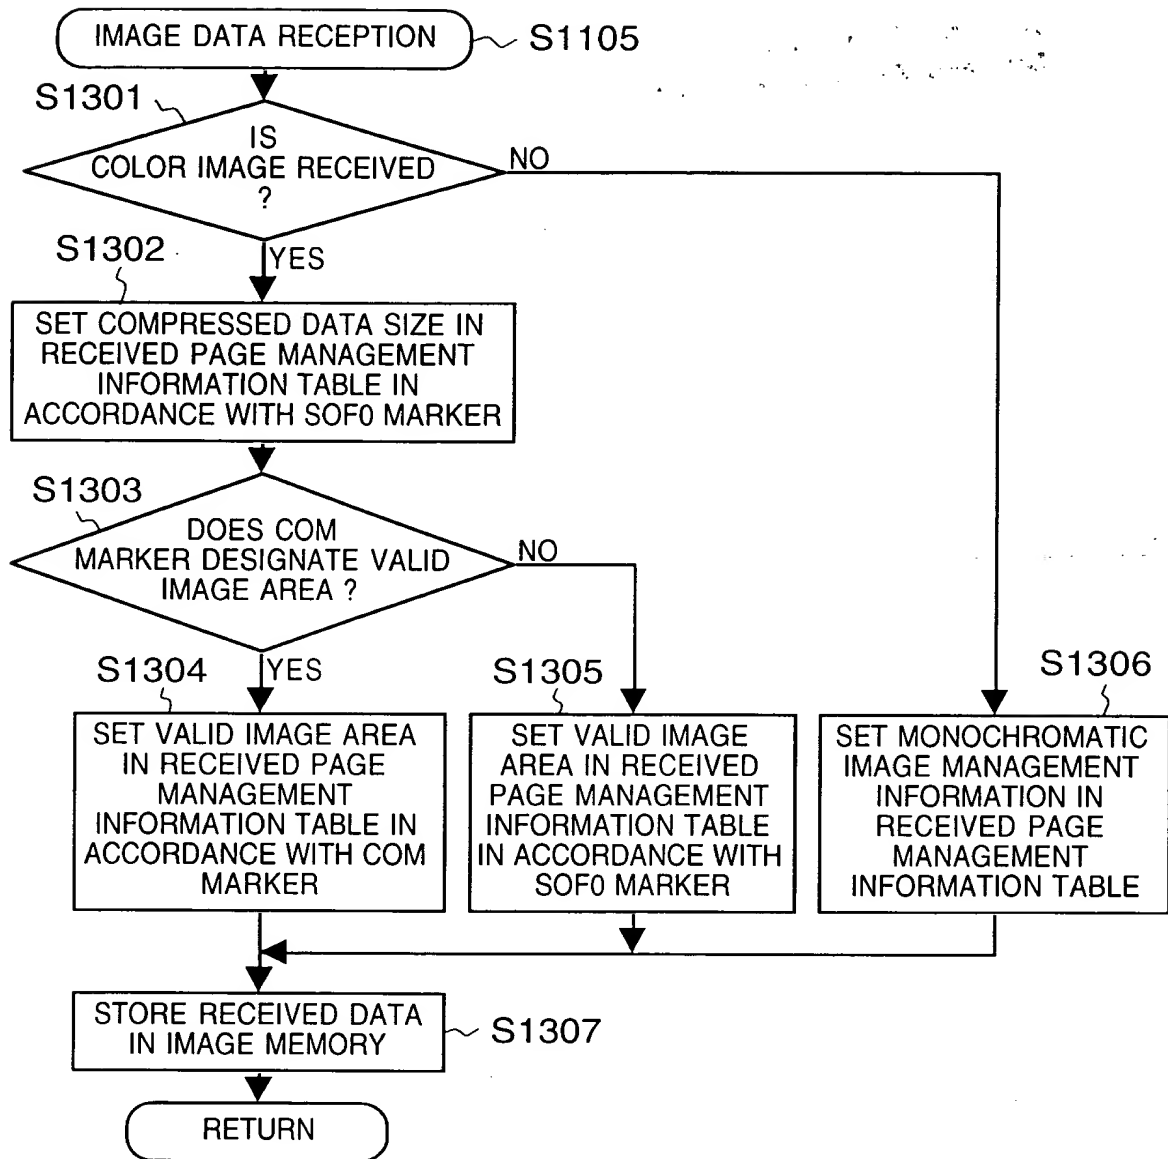 IMAGE DATA RECEPTION
S1105
S1301
IS
COLOR IMAGE RECEIVED
?
NO
YES
S1302
SET COMPRESSED DATA SIZE IN
RECEIVED PAGE MANAGEMENT
INFORMATION TABLE IN
ACCORDANCE WITH SOF0 MARKER
S1303
DOES COM
MARKER DESIGNATE VALID
IMAGE AREA ?
NO
YES
S1304
SET VALID IMAGE AREA
IN RECEIVED PAGE
MANAGEMENT
INFORMATION TABLE IN
ACCORDANCE WITH COM
MARKER
S1305
SET VALID IMAGE
AREA IN RECEIVED
PAGE MANAGEMENT
INFORMATION TABLE
IN ACCORDANCE WITH
SOF0 MARKER
S1306
SET MONOCHROMATIC
IMAGE MANAGEMENT
INFORMATION IN
RECEIVED PAGE
MANAGEMENT
INFORMATION TABLE
STORE RECEIVED DATA
IN IMAGE MEMORY
S1307
RETURN